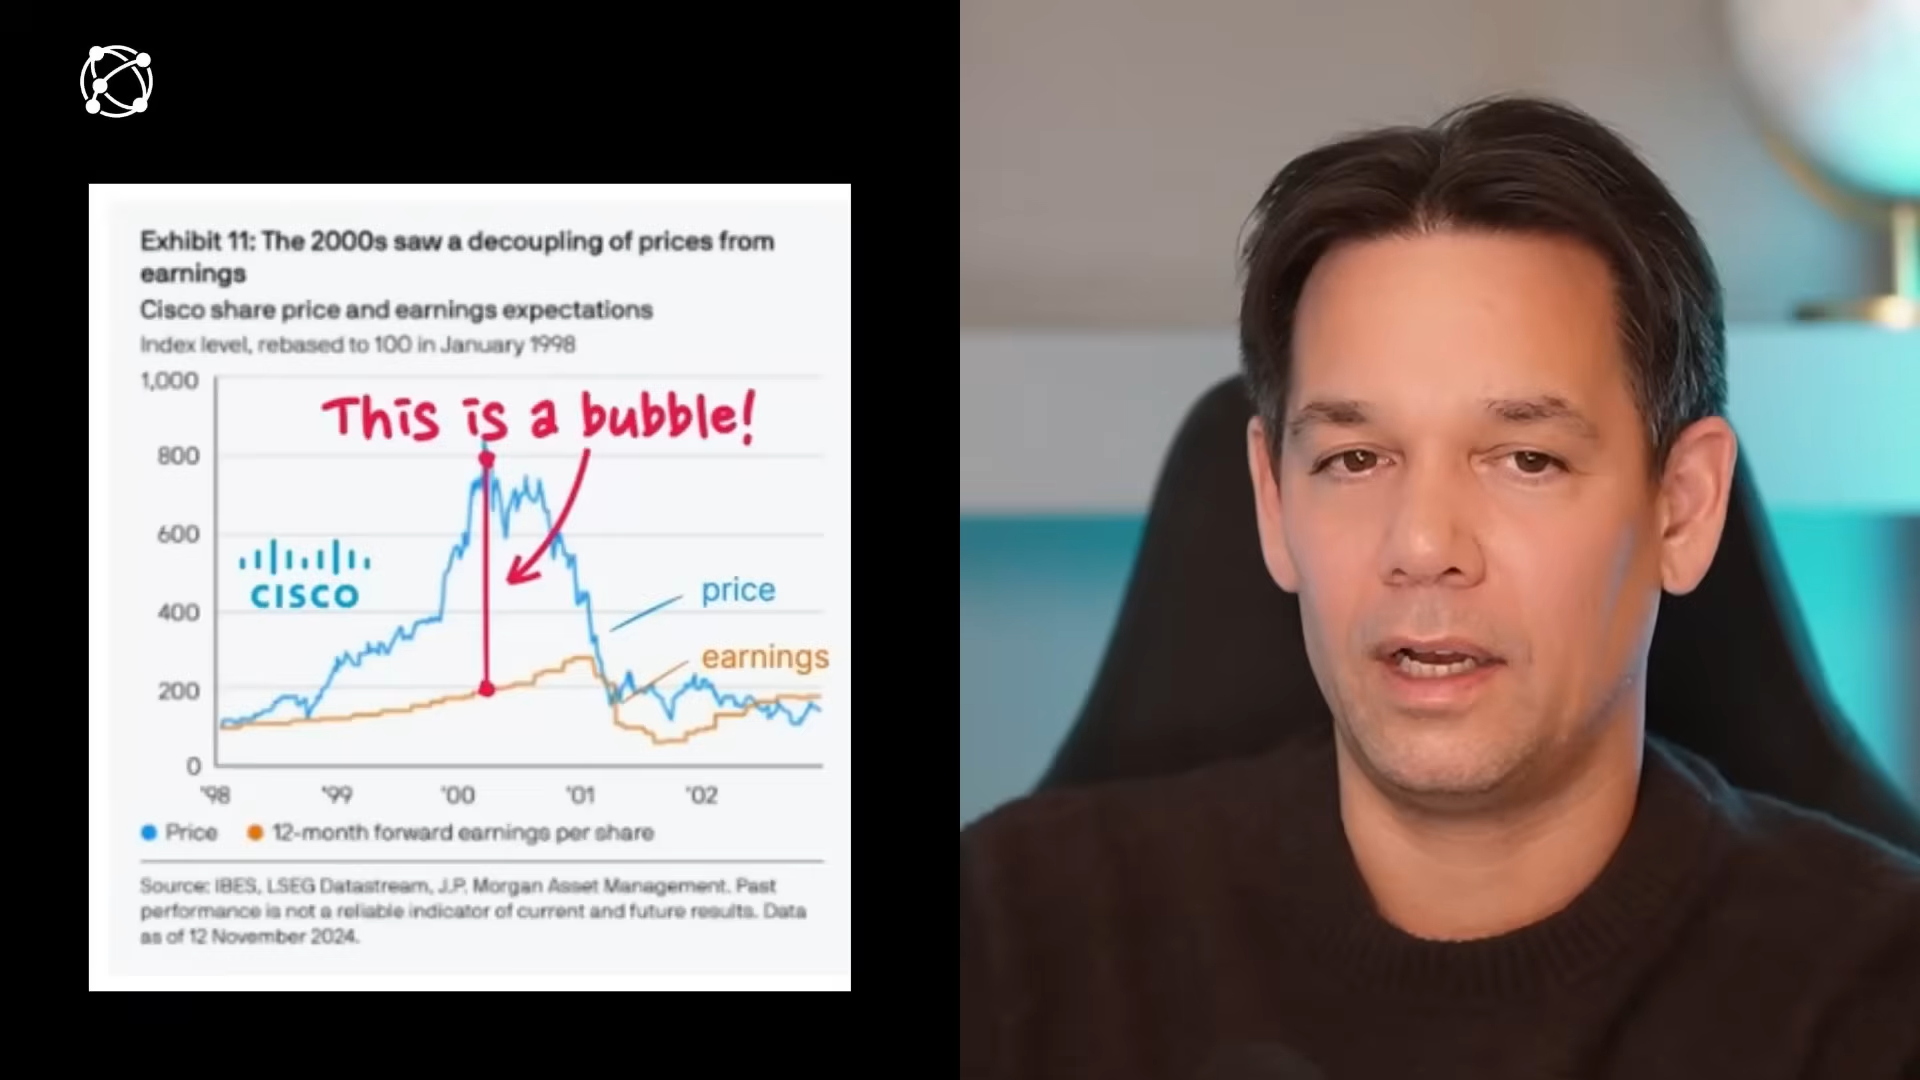 Exhibit 11: The 2000s saw a decoupling of prices from
earnings
Cisco share price and earnings expectations
Index level, rebased to 100 in January 1998
1,000
This is a bubble!
800
600
CISCO
price
400
earnings
200
0
'98 '99 '00 '01 '02
Price 12-month forward earnings per share
Source: IBES, LSEG Datastream, J.P. Morgan Asset Management. Past
performance is not a reliable indicator of current and future results. Data
as of 12 November 2024.